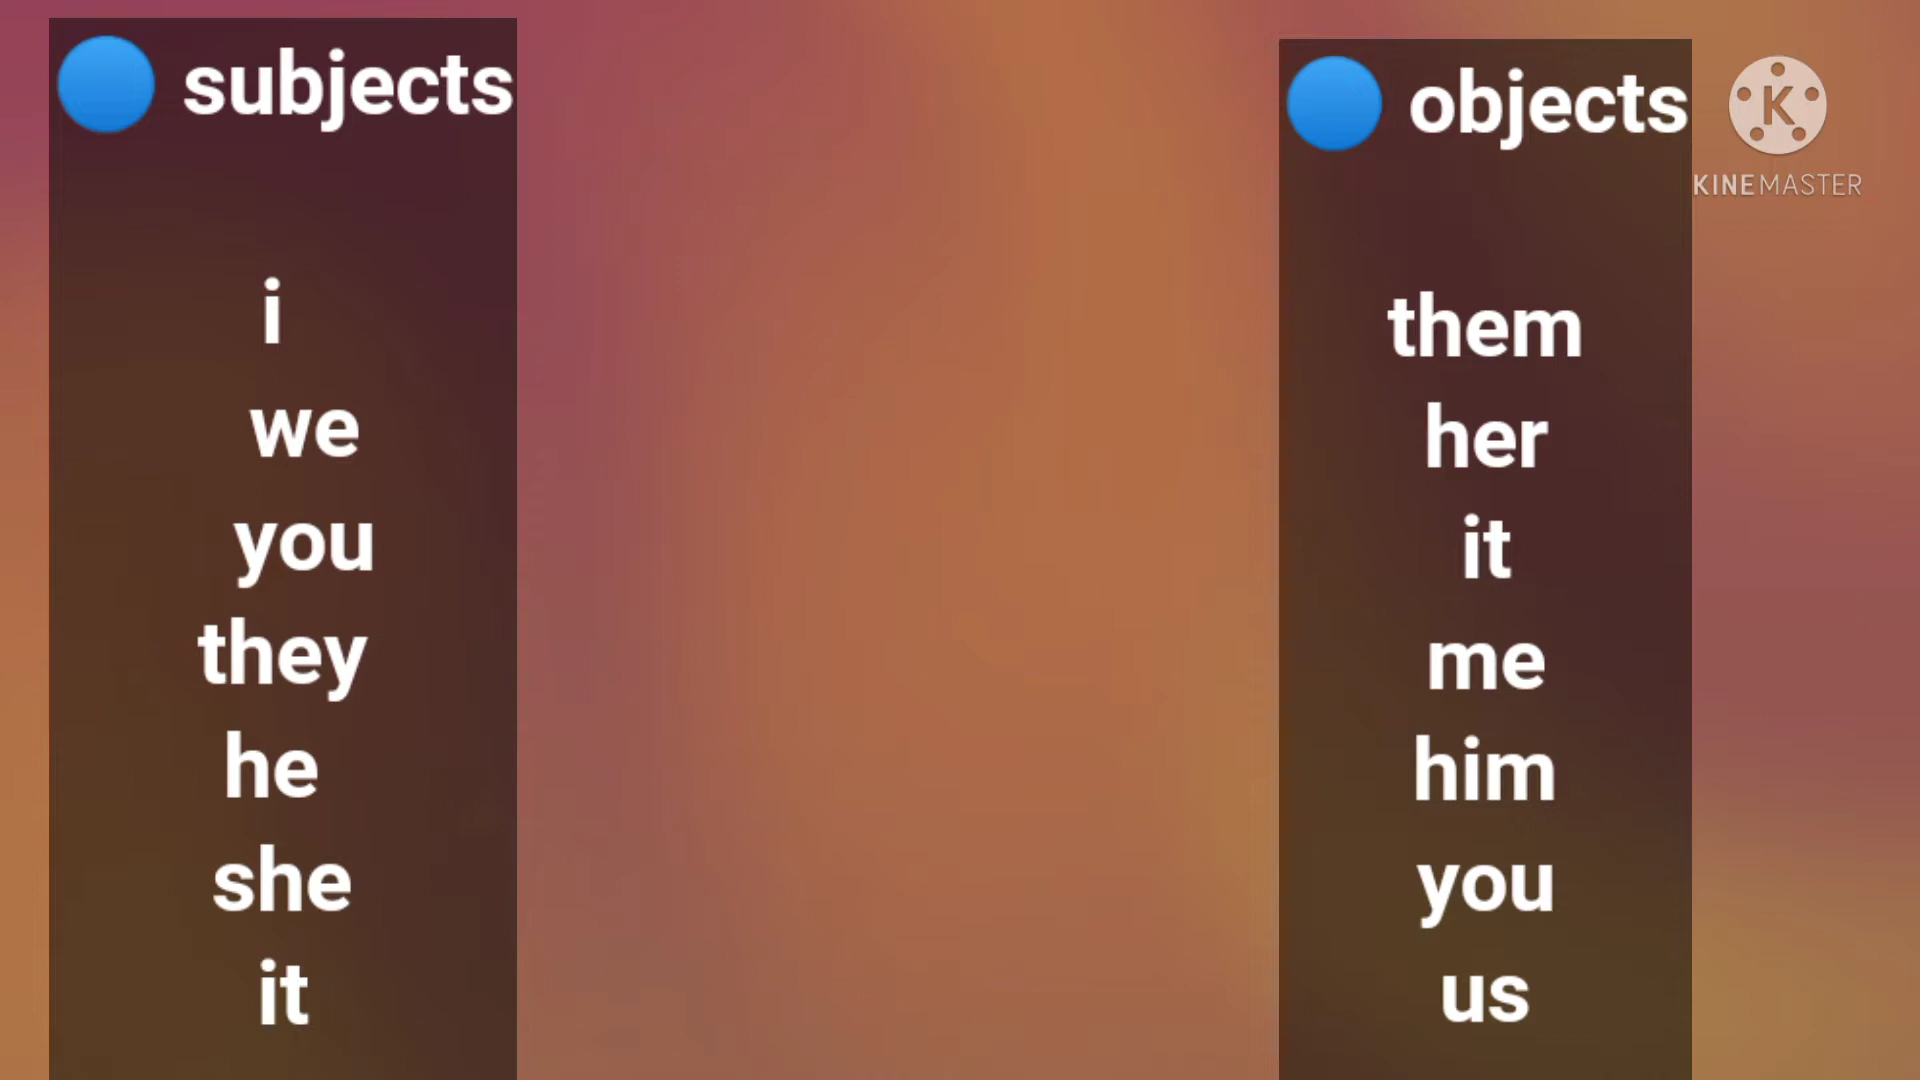 subjects
i
we
you
they
he
she
it
objects
them
her
it
me
him
you
us
K
KINEMASTER